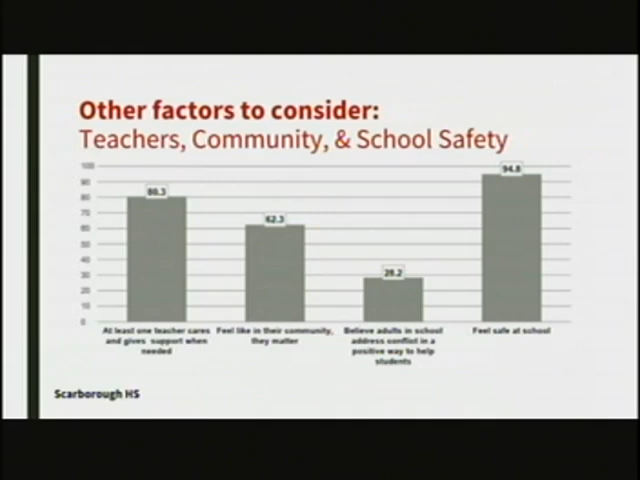 Other factors to consider:
Teachers, Community, & School Safety
100
90
80
70
60
50
40
30
20
10
0
80.3
62.3
28.2
94.8
At least one teacher cares
and gives support when
needed
Feel like in their community,
they matter
Believe adults in school
address conflict in a
positive way to help
students
Feel safe at school
Scarborough HS